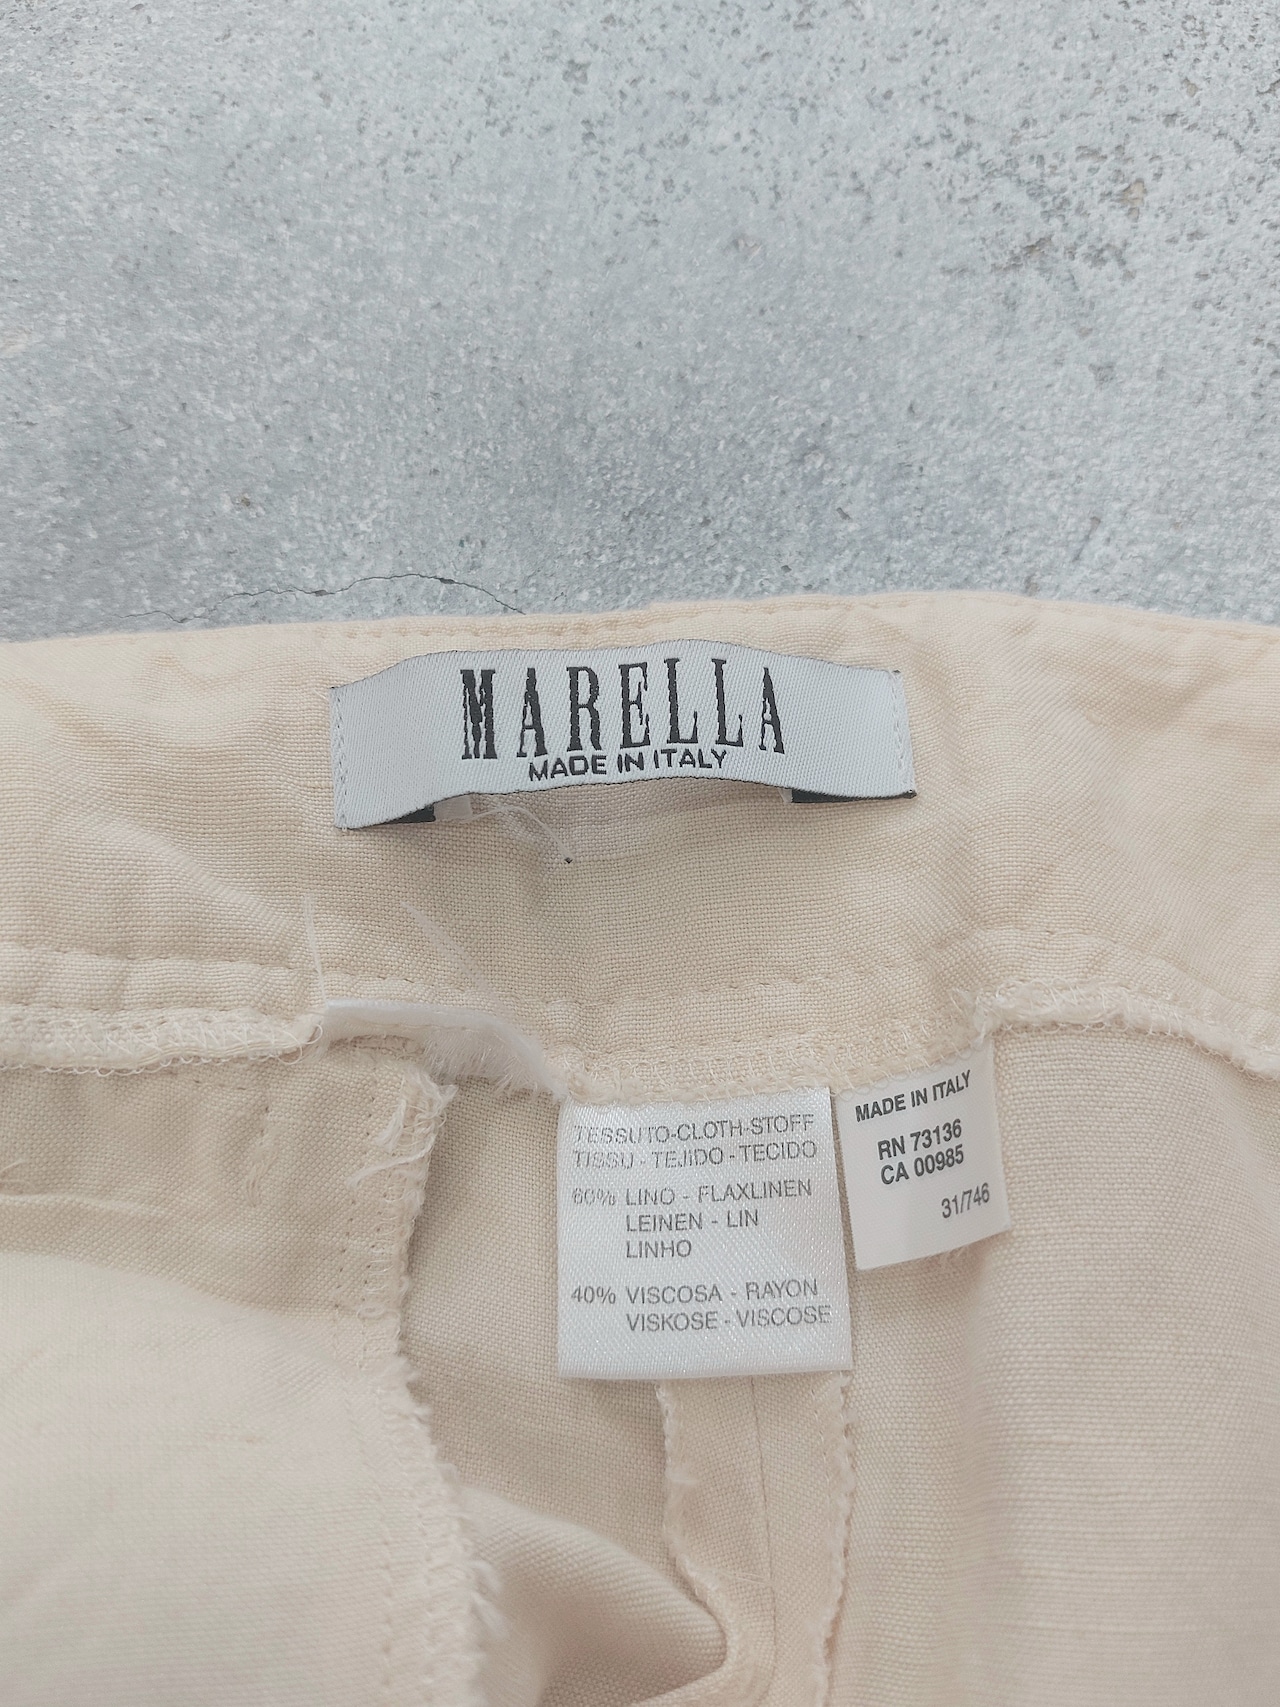 MARELLA
MADE IN ITALY
TESSUTO-CLOTH-STOFF
TISSU - TEJIDO - TECIDO
60% LINO - FLAXLINEN
LEINEN - LIN
LINHO
40% VISCOSA - RAYON
VISKOSE - VISCOSE
MADE IN ITALY
RN 73136
CA 00985
31/746